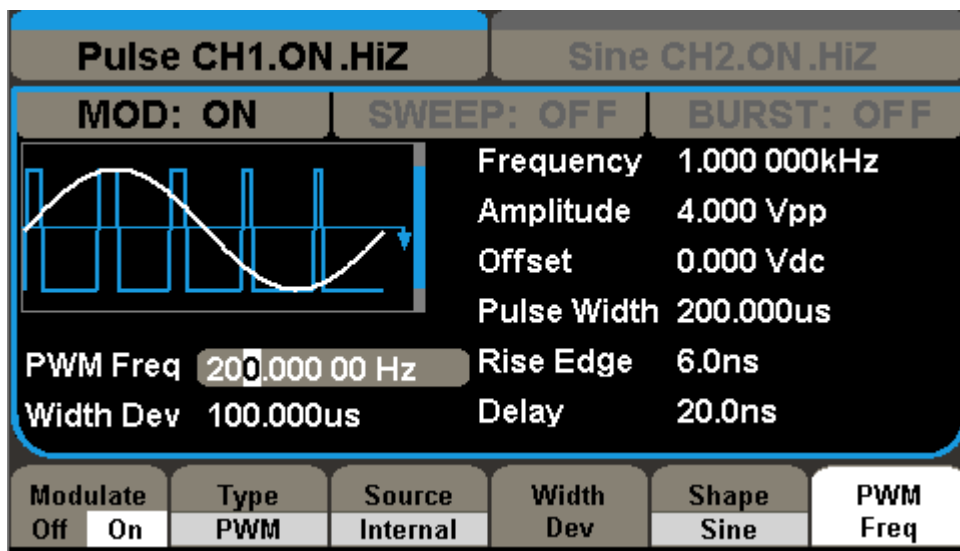 Pulse CH1.ON.HiZ
Sine CH2.ON.HiZ
MOD: ON
SWEEP: OFF
BURST: OFF
Frequency 1.000 000kHz
Amplitude 4.000 Vpp
Offset 0.000 Vdc
Pulse Width 200.000us
PWM Freq 200.000 00 Hz
Rise Edge 6.0ns
Width Dev 100.000us
Delay 20.0ns
Modulate
Off On
Type
PWM
Source
Internal
Width
Dev
Shape
Sine
PWM
Freq